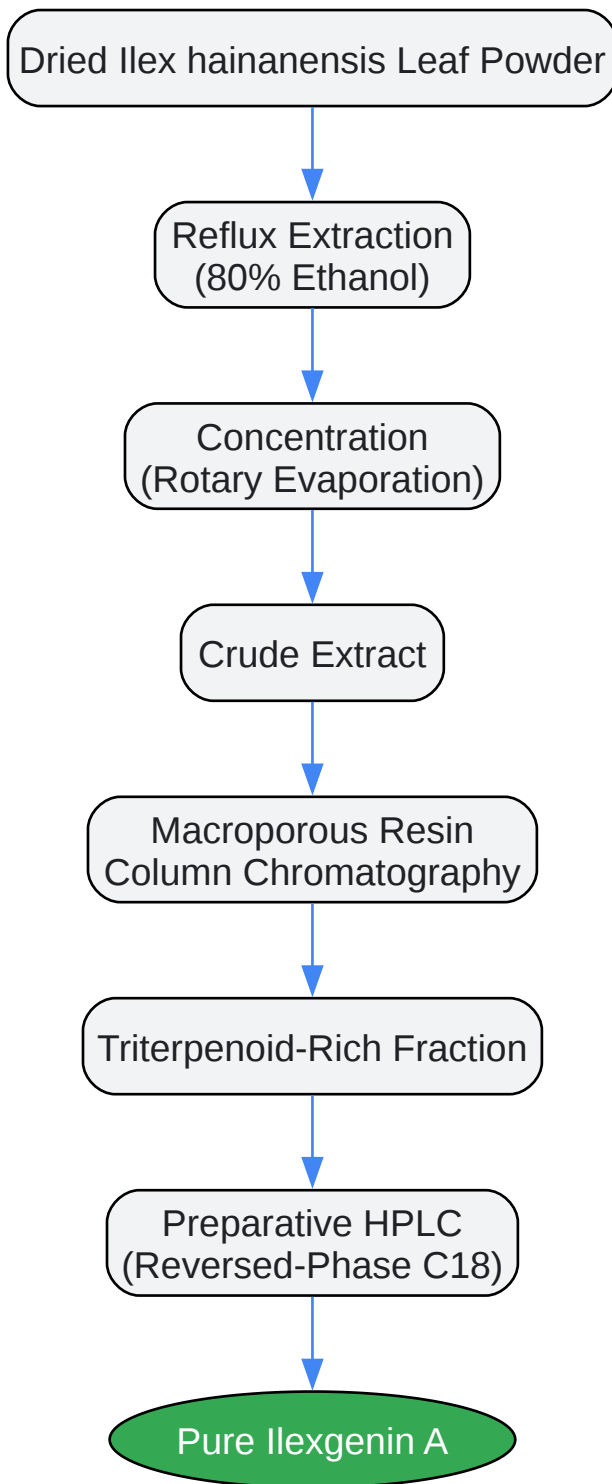 Dried Ilex hainanensis Leaf Powder
Reflux Extraction
(80% Ethanol)
Concentration
(Rotary Evaporation)
Crude Extract
Macroporous Resin
Column Chromatography
Triterpenoid-Rich Fraction
Preparative HPLC
(Reversed-Phase C18)
Pure Ilexgenin A